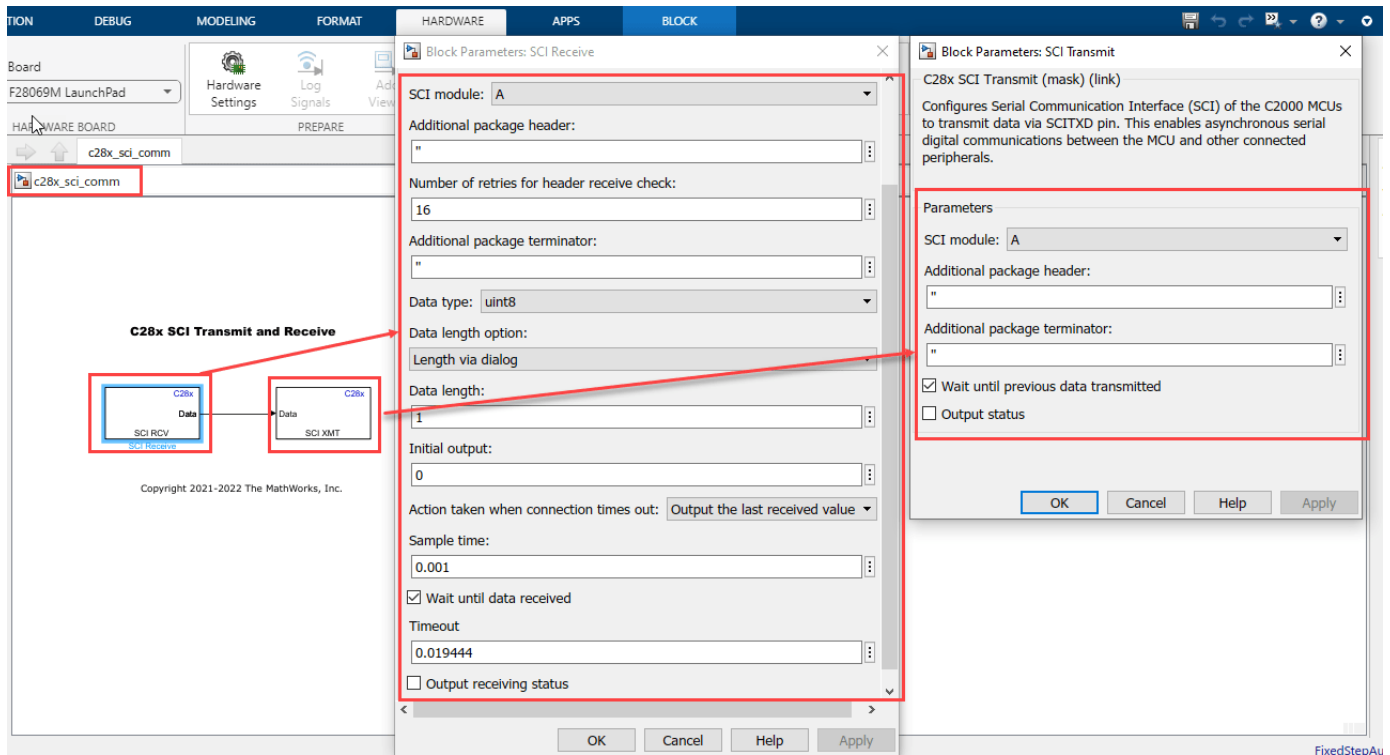 TION
DEBUG
MODELING
FORMAT
HARDWARE
APPS
BLOCK
Board
F28069M LaunchPad
HARDWARE BOARD
Hardware
Settings
Log
Signals
Add
View
PREPARE
c28x_sci_comm
c28x_sci_comm
C28x SCI Transmit and Receive
C28x
Data
SCI RCV
SCI Receive
C28x
Data
SCI XMT
Copyright 2021-2022 The MathWorks, Inc.
Block Parameters: SCI Receive
SCI module: A
Additional package header:
''
Number of retries for header receive check:
16
Additional package terminator:
''
Data type: uint8
Data length option:
Length via dialog
Data length:
1
Initial output:
0
Action taken when connection times out: Output the last received value
Sample time:
0.001
Wait until data received
Timeout
0.019444
Output receiving status
OK Cancel Help Apply
Block Parameters: SCI Transmit
C28x SCI Transmit (mask) (link)
Configures Serial Communication Interface (SCI) of the C2000 MCUs
to transmit data via SCITXD pin. This enables asynchronous serial
digital communications between the MCU and other connected
peripherals.
Parameters
SCI module: A
Additional package header:
''
Additional package terminator:
''
Wait until previous data transmitted
Output status
OK Cancel Help Apply
FixedStepAu